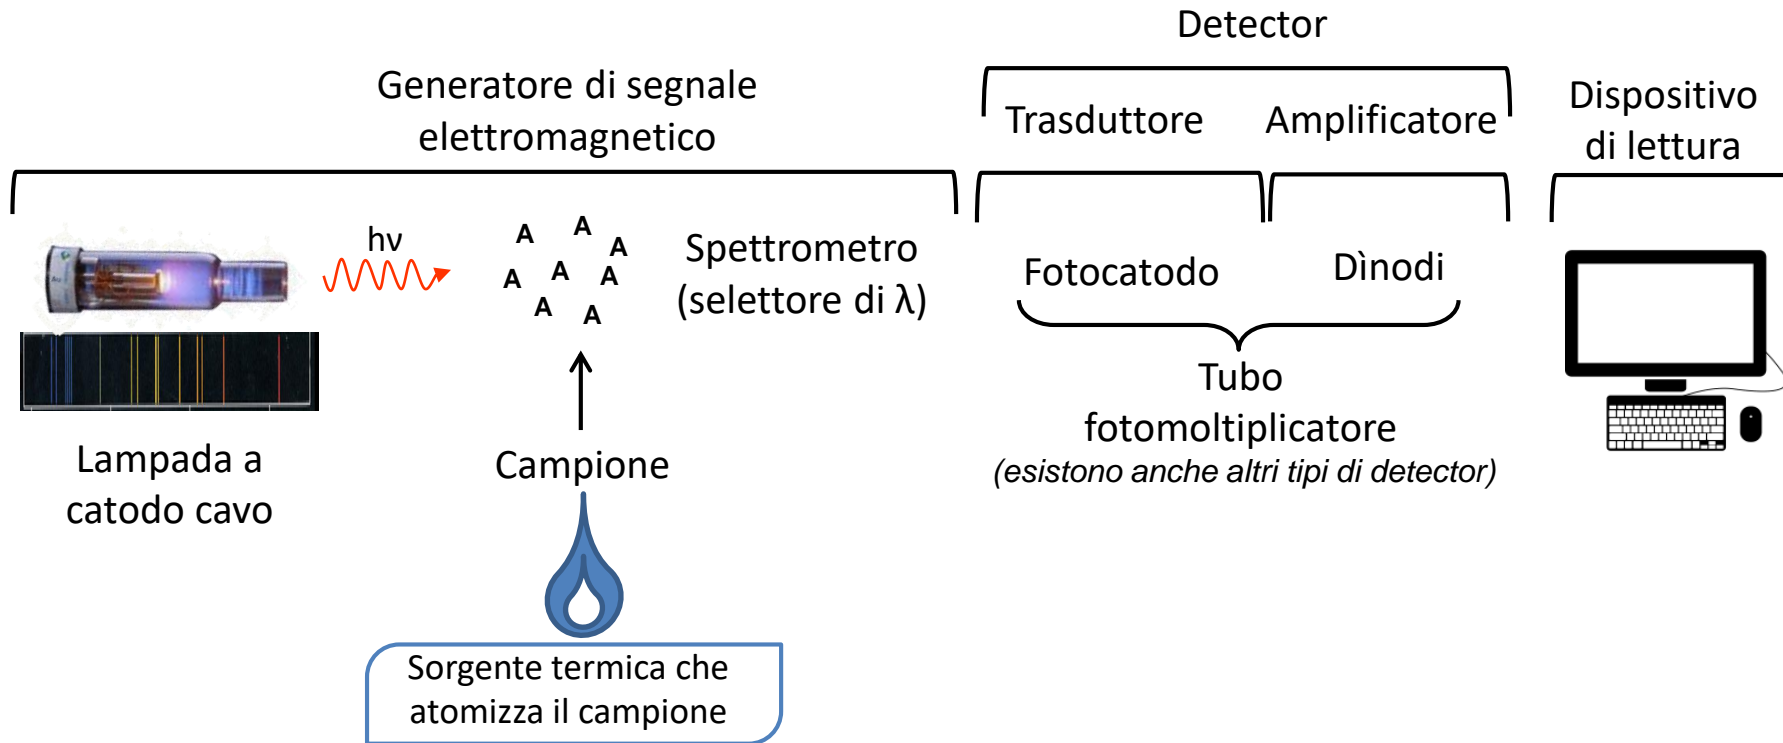 Detector
Generatore di segnale
elettromagnetico
Trasduttore
Amplificatore
Dispositivo
di lettura
hν
A
A
A
A
A
A
A
A
Spettrometro
(selettore di λ)
Fotocatodo
Dìnodi
Tubo
fotomoltiplicatore
(esistono anche altri tipi di detector)
Lampada a
catodo cavo
Campione
Sorgente termica che
atomizza il campione